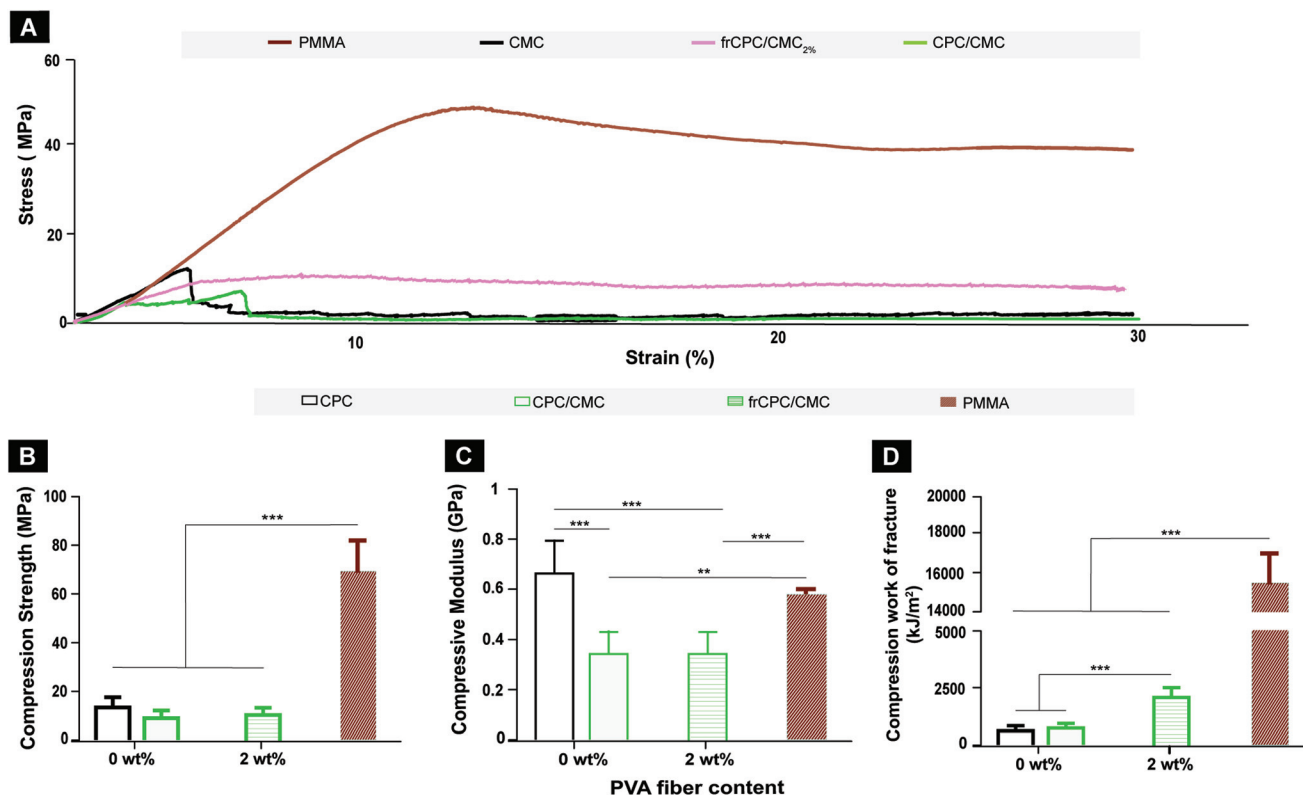 A
PMMA CMC frCPC/CMC2% CPC/CMC
60
40
20
0
Stress ( MPa)
10 20 30
Strain (%)
CPC CPC/CMC frCPC/CMC PMMA
B
Compression Strength (MPa)
100
80
60
40
20
0
***
0 wt% 2 wt%
C
Compressive Modulus (GPa)
1
0.8
0.6
0.4
0.2
0
***
***
***
**
0 wt% 2 wt%
PVA fiber content
D
Compression work of fracture
(kJ/m²)
20000
18000
16000
14000
5000
2500
0
***
***
0 wt% 2 wt%